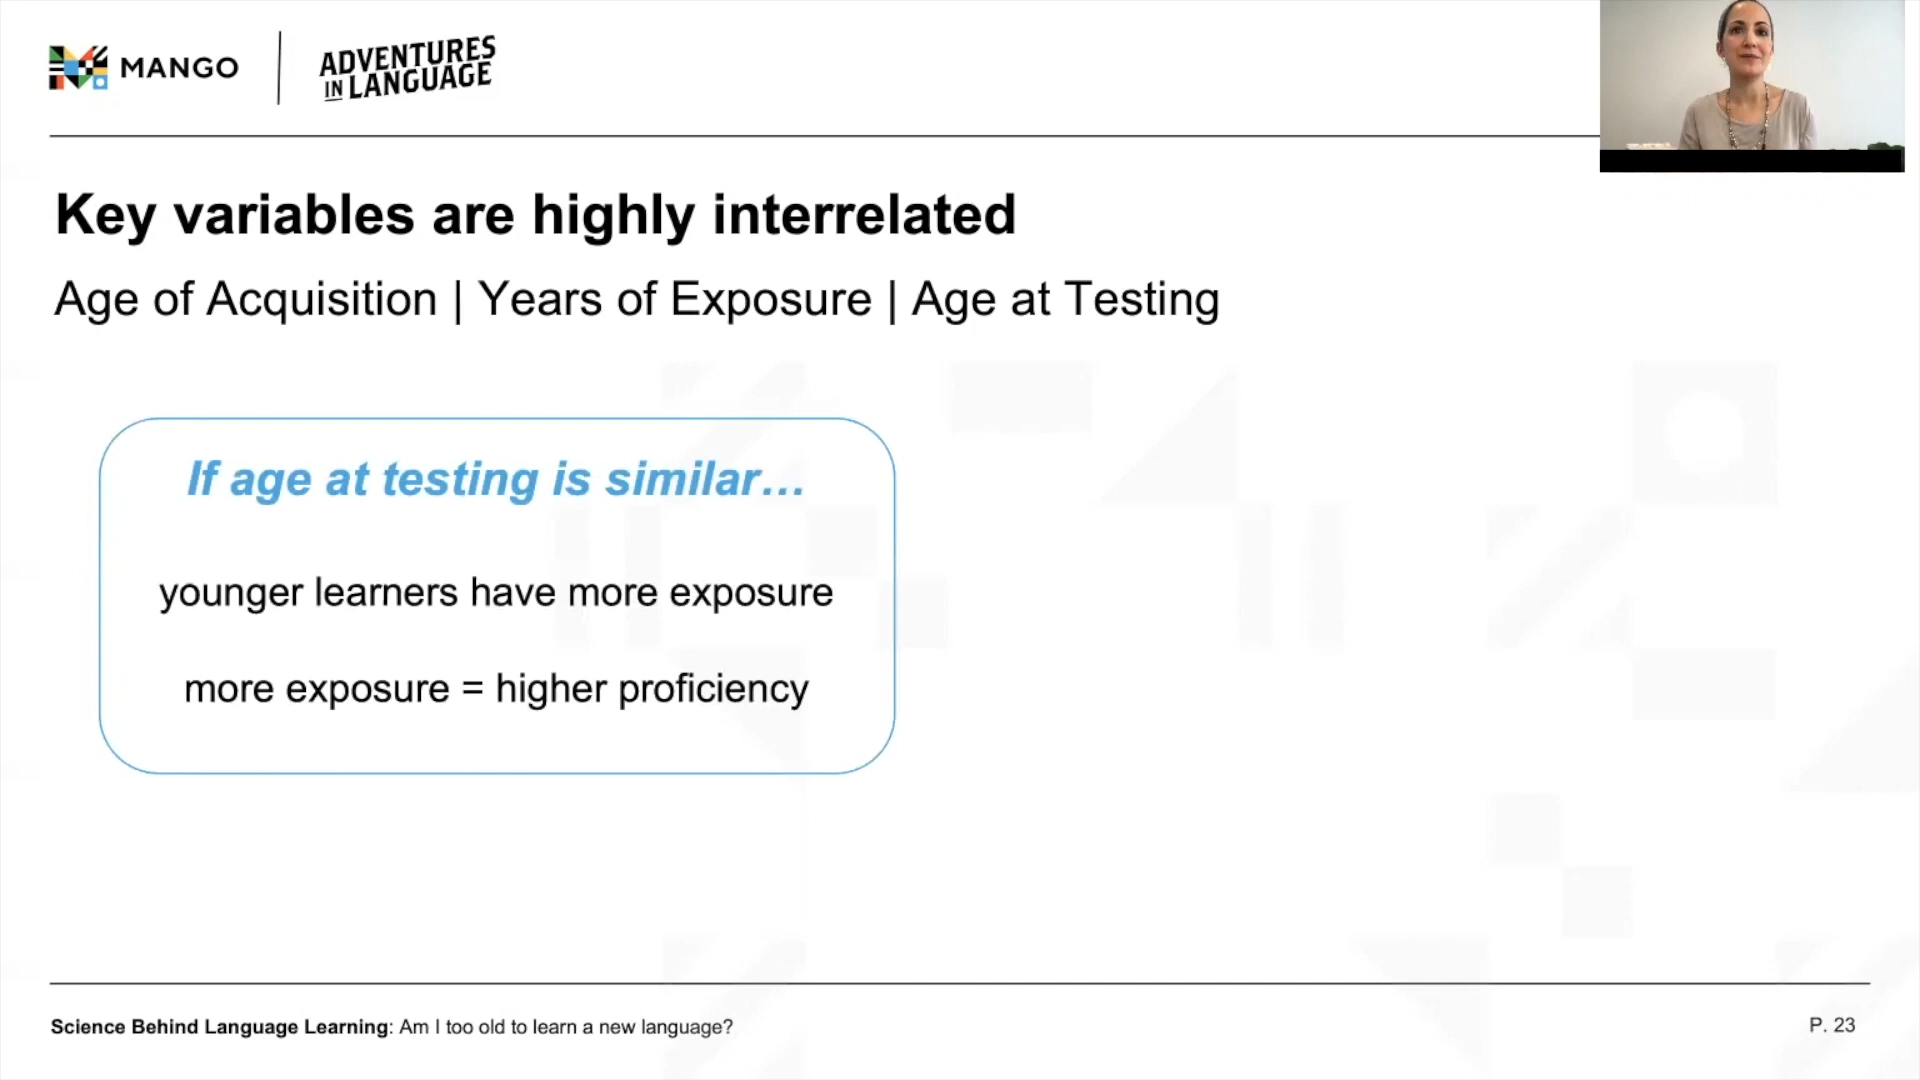 MANGO
ADVENTURES
IN LANGUAGE
Key variables are highly interrelated
Age of Acquisition | Years of Exposure | Age at Testing
If age at testing is similar…
younger learners have more exposure
more exposure = higher proficiency
Science Behind Language Learning: Am I too old to learn a new language?
P. 23